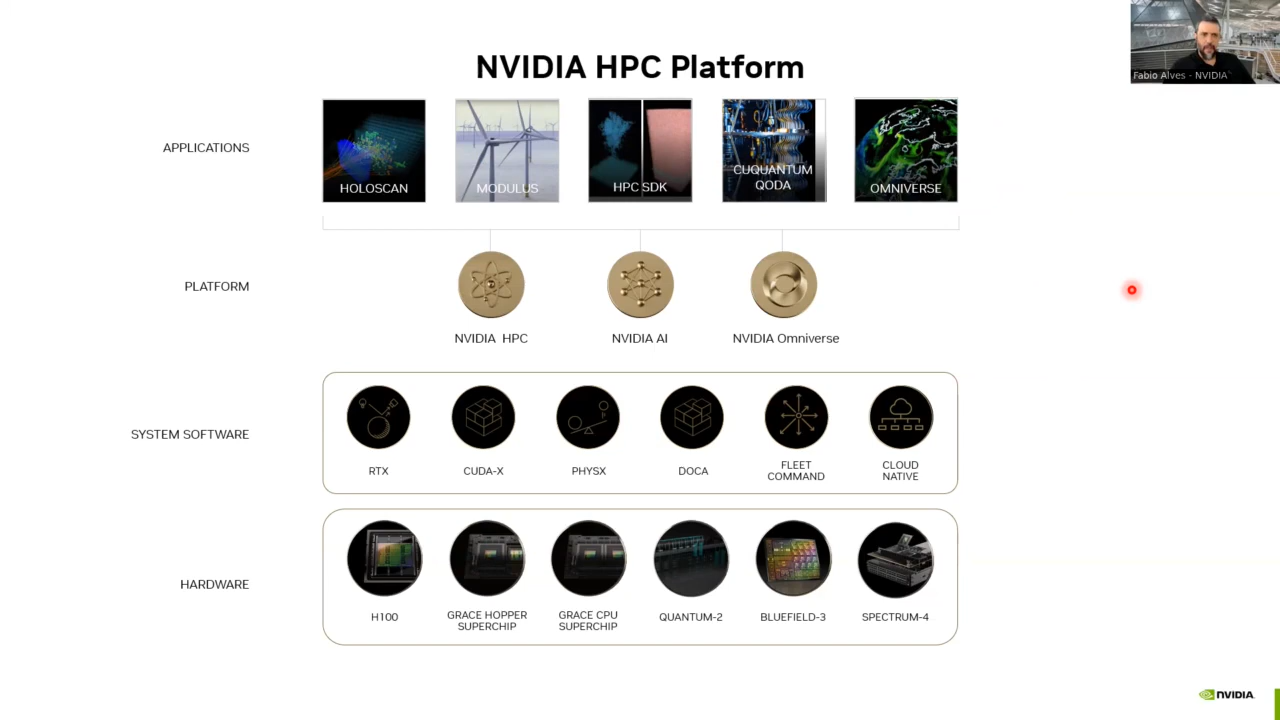 NVIDIA HPC Platform
Fabio Alves - NVIDIA
APPLICATIONS
HOLOSCAN
MODULUS
HPC SDK
CUQUANTUM
QODA
OMNIVERSE
PLATFORM
NVIDIA HPC
NVIDIA AI
NVIDIA Omniverse
SYSTEM SOFTWARE
RTX
CUDA-X
PHYSX
DOCA
FLEET
COMMAND
CLOUD
NATIVE
HARDWARE
H100
GRACE HOPPER
SUPERCHIP
GRACE CPU
SUPERCHIP
QUANTUM-2
BLUEFIELD-3
SPECTRUM-4
NVIDIA